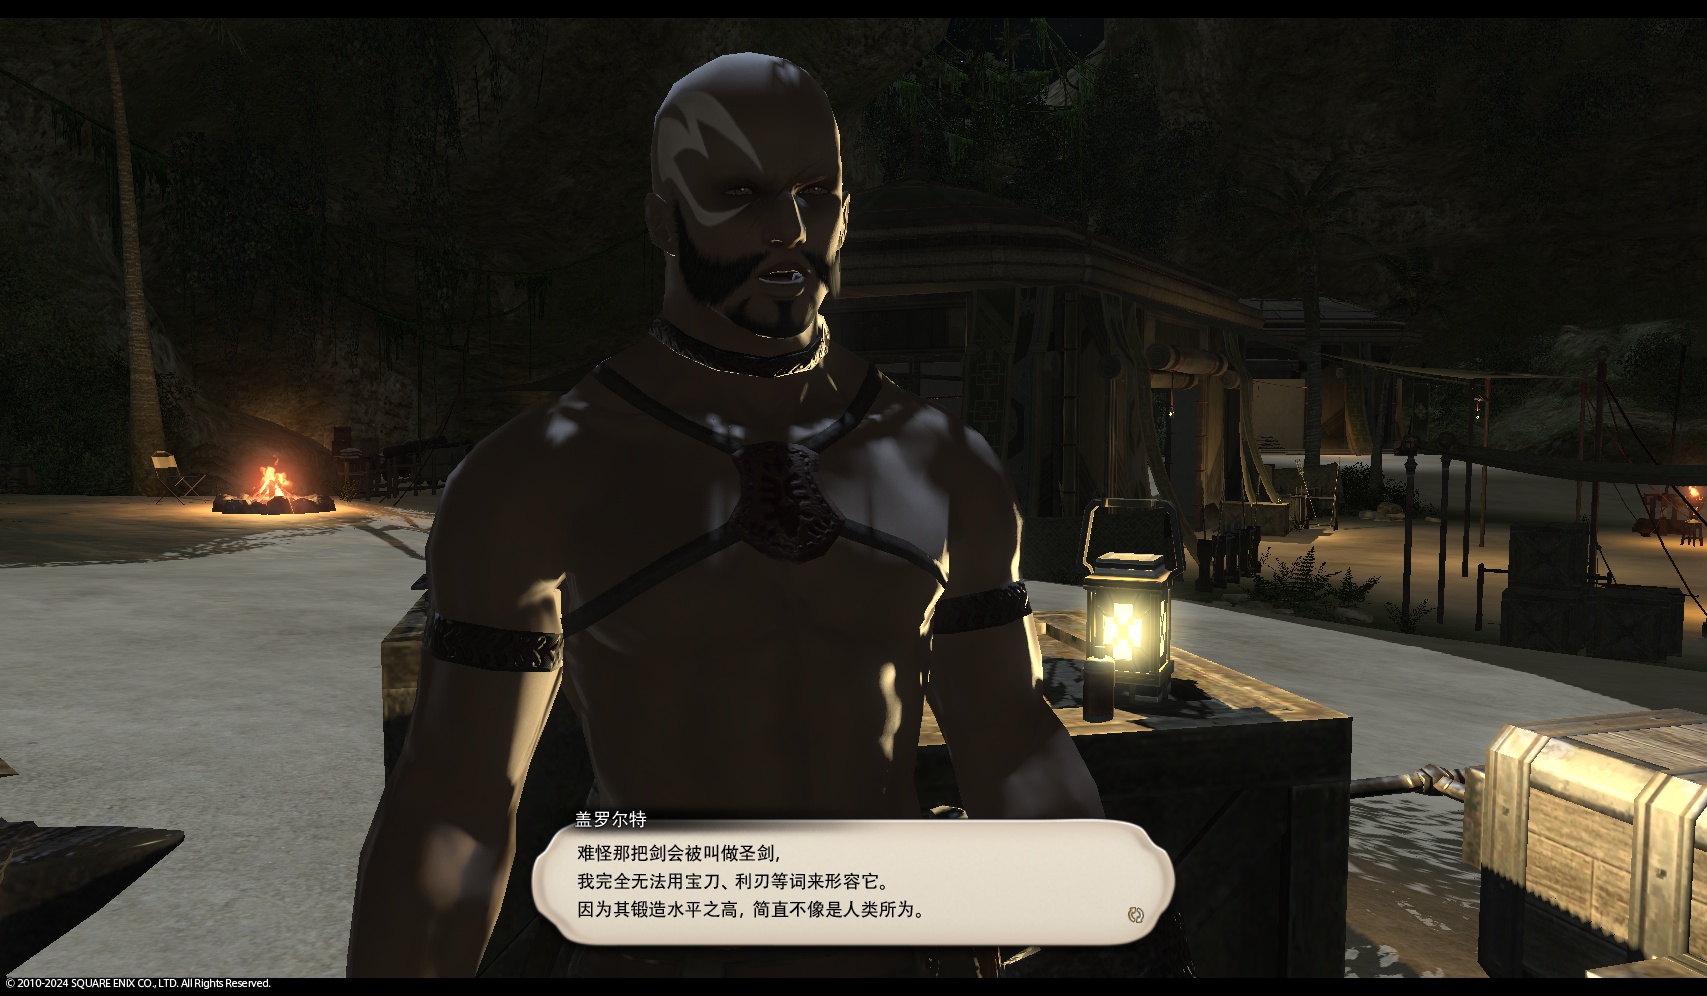 盖罗尔特
难怪那把剑会被叫做圣剑，
我完全无法用宝刀、利刃等词来形容它。
因为其锻造水平之高，简直不像是人类所为。
© 2010-2024 SQUARE ENIX CO., LTD. All Rights Reserved.